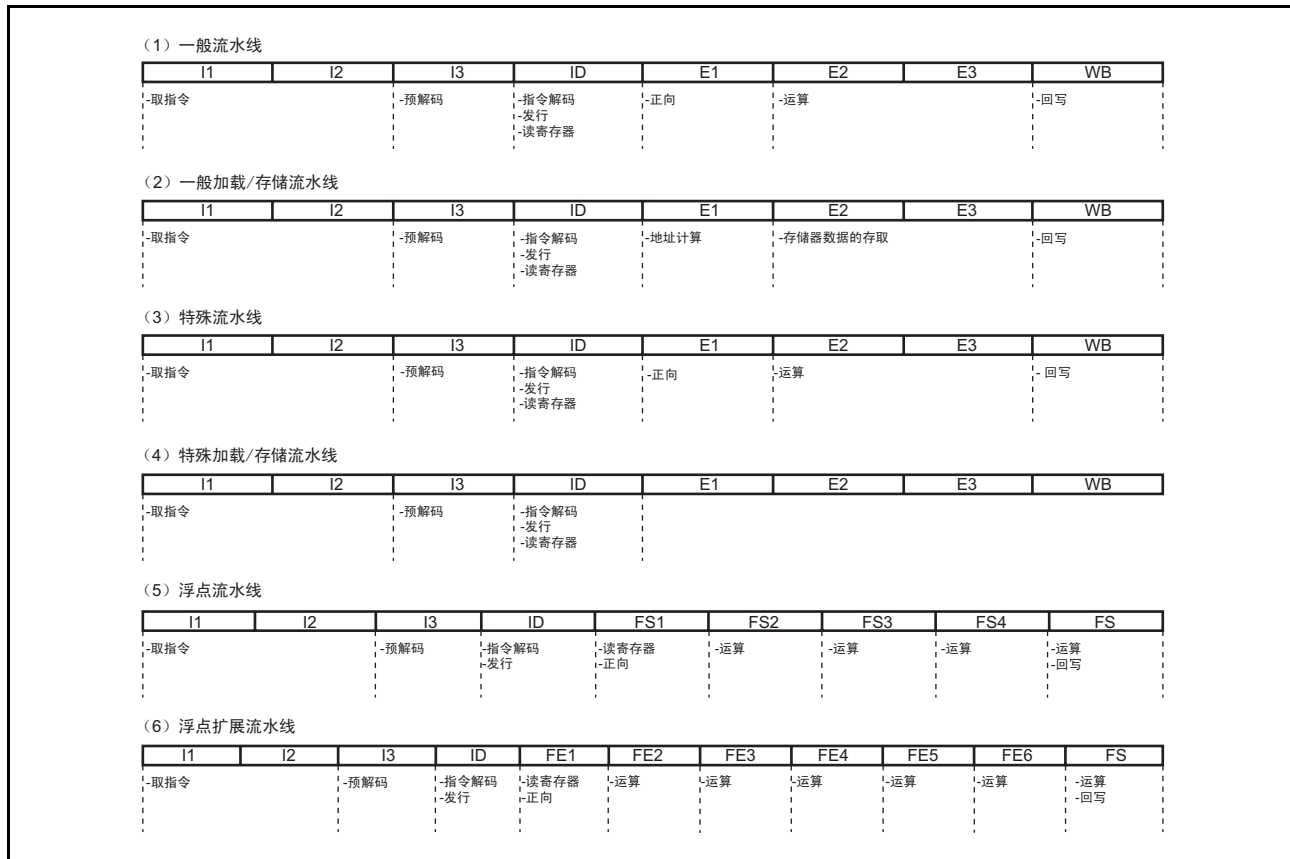 （1）一般流水线
I1 I2 I3 ID E1 E2 E3 WB
-取指令 -预解码 -指令解码 -正向 -运算 -回写
-发行
-读寄存器
（2）一般加载/存储流水线
I1 I2 I3 ID E1 E2 E3 WB
-取指令 -预解码 -指令解码 -地址计算 -存储器数据的存取 -回写
-发行
-读寄存器
（3）特殊流水线
I1 I2 I3 ID E1 E2 E3 WB
-取指令 -预解码 -指令解码 -正向 -运算 - 回写
-发行
-读寄存器
（4）特殊加载/存储流水线
I1 I2 I3 ID E1 E2 E3 WB
-取指令 -预解码 -指令解码
-发行
-读寄存器
（5）浮点流水线
I1 I2 I3 ID FS1 FS2 FS3 FS4 FS
-取指令 -预解码 -指令解码 -读寄存器 -运算 -运算 -运算 -运算
-发行 -正向 -回写
（6）浮点扩展流水线
I1 I2 I3 ID FE1 FE2 FE3 FE4 FE5 FE6 FS
-取指令 -预解码 -指令解码 -读寄存器 -运算 -运算 -运算 -运算 -运算 -运算
-发行 -正向 -回写